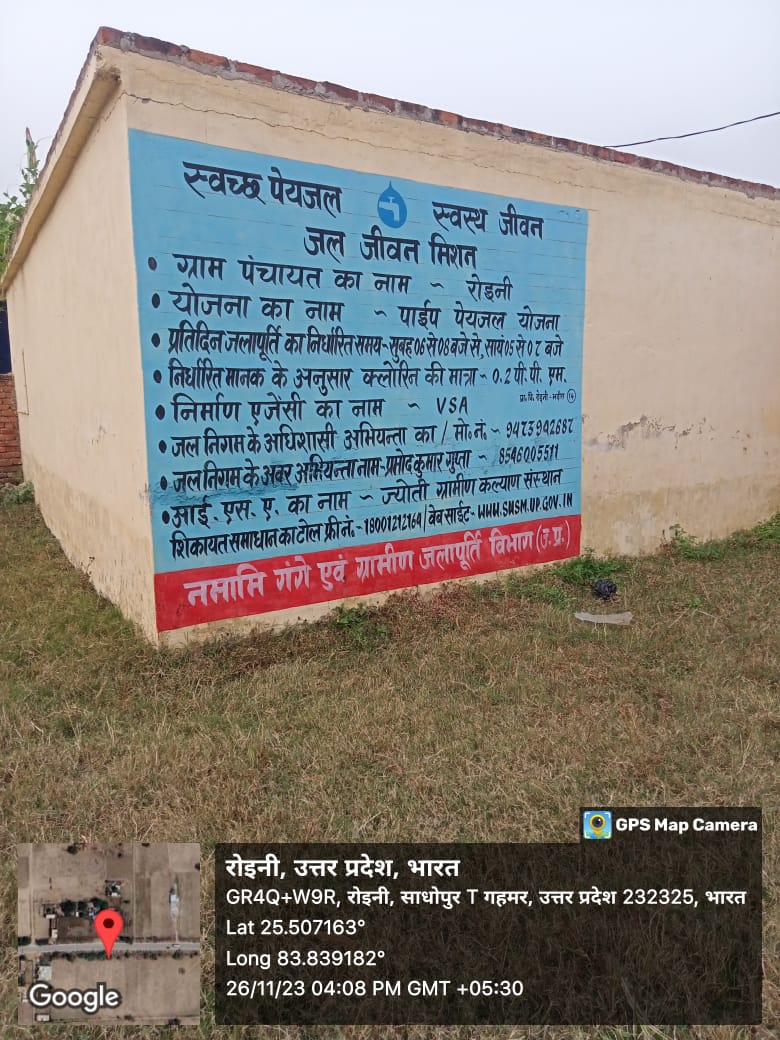 स्वच्छ पेयजल स्वस्थ जीवन
जल जीवन मिशन
• ग्राम पंचायत का नाम ~ रोइनी
• योजना का नाम ~ पाईप पेयजल योजना
• प्रतिदिन जलापूर्ति का निर्धारित समय- सुबह 06 से 08 बजे से, सायं 05 से 07 बजे
• निर्धारित मानक के अनुसार क्लोरिन की मात्रा ~ 0.2 पी. पी. एम.
• निर्माण एजेंसी का नाम ~ VSA
प्रा. वि. रोइनी -
• जल निगम के अधिशासी अभियन्ता का / मो. नं. ~ 9473942687
• जल निगम के अवर अभियन्ता नाम- प्रमोद कुमार गुप्ता ~ 8546005511
• आई. एस. ए. का नाम ~ ज्योती ग्रामीण कल्याण संस्थान
शिकायत समाधान का टोल फ्री नं.- 18001212164 / वेब साईट- WWW.SWSM.UP.GOV.IN
नमामि गंगे एवं ग्रामीण जलापूर्ति विभाग (उ.प्र.)
GPS Map Camera
रोइनी, उत्तर प्रदेश, भारत
GR4Q+W9R, रोइनी, साधोपुर T गहमर, उत्तर प्रदेश 232325, भारत
Lat 25.507163°
Long 83.839182°
26/11/23 04:08 PM GMT +05:30
Google